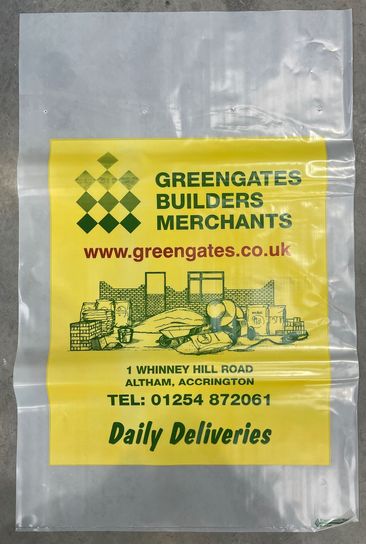 GREENGATES
BUILDERS
MERCHANTS
www.greengates.co.uk
1 WHINNEY HILL ROAD
ALTHAM, ACCRINGTON
TEL: 01254 872061
Daily Deliveries